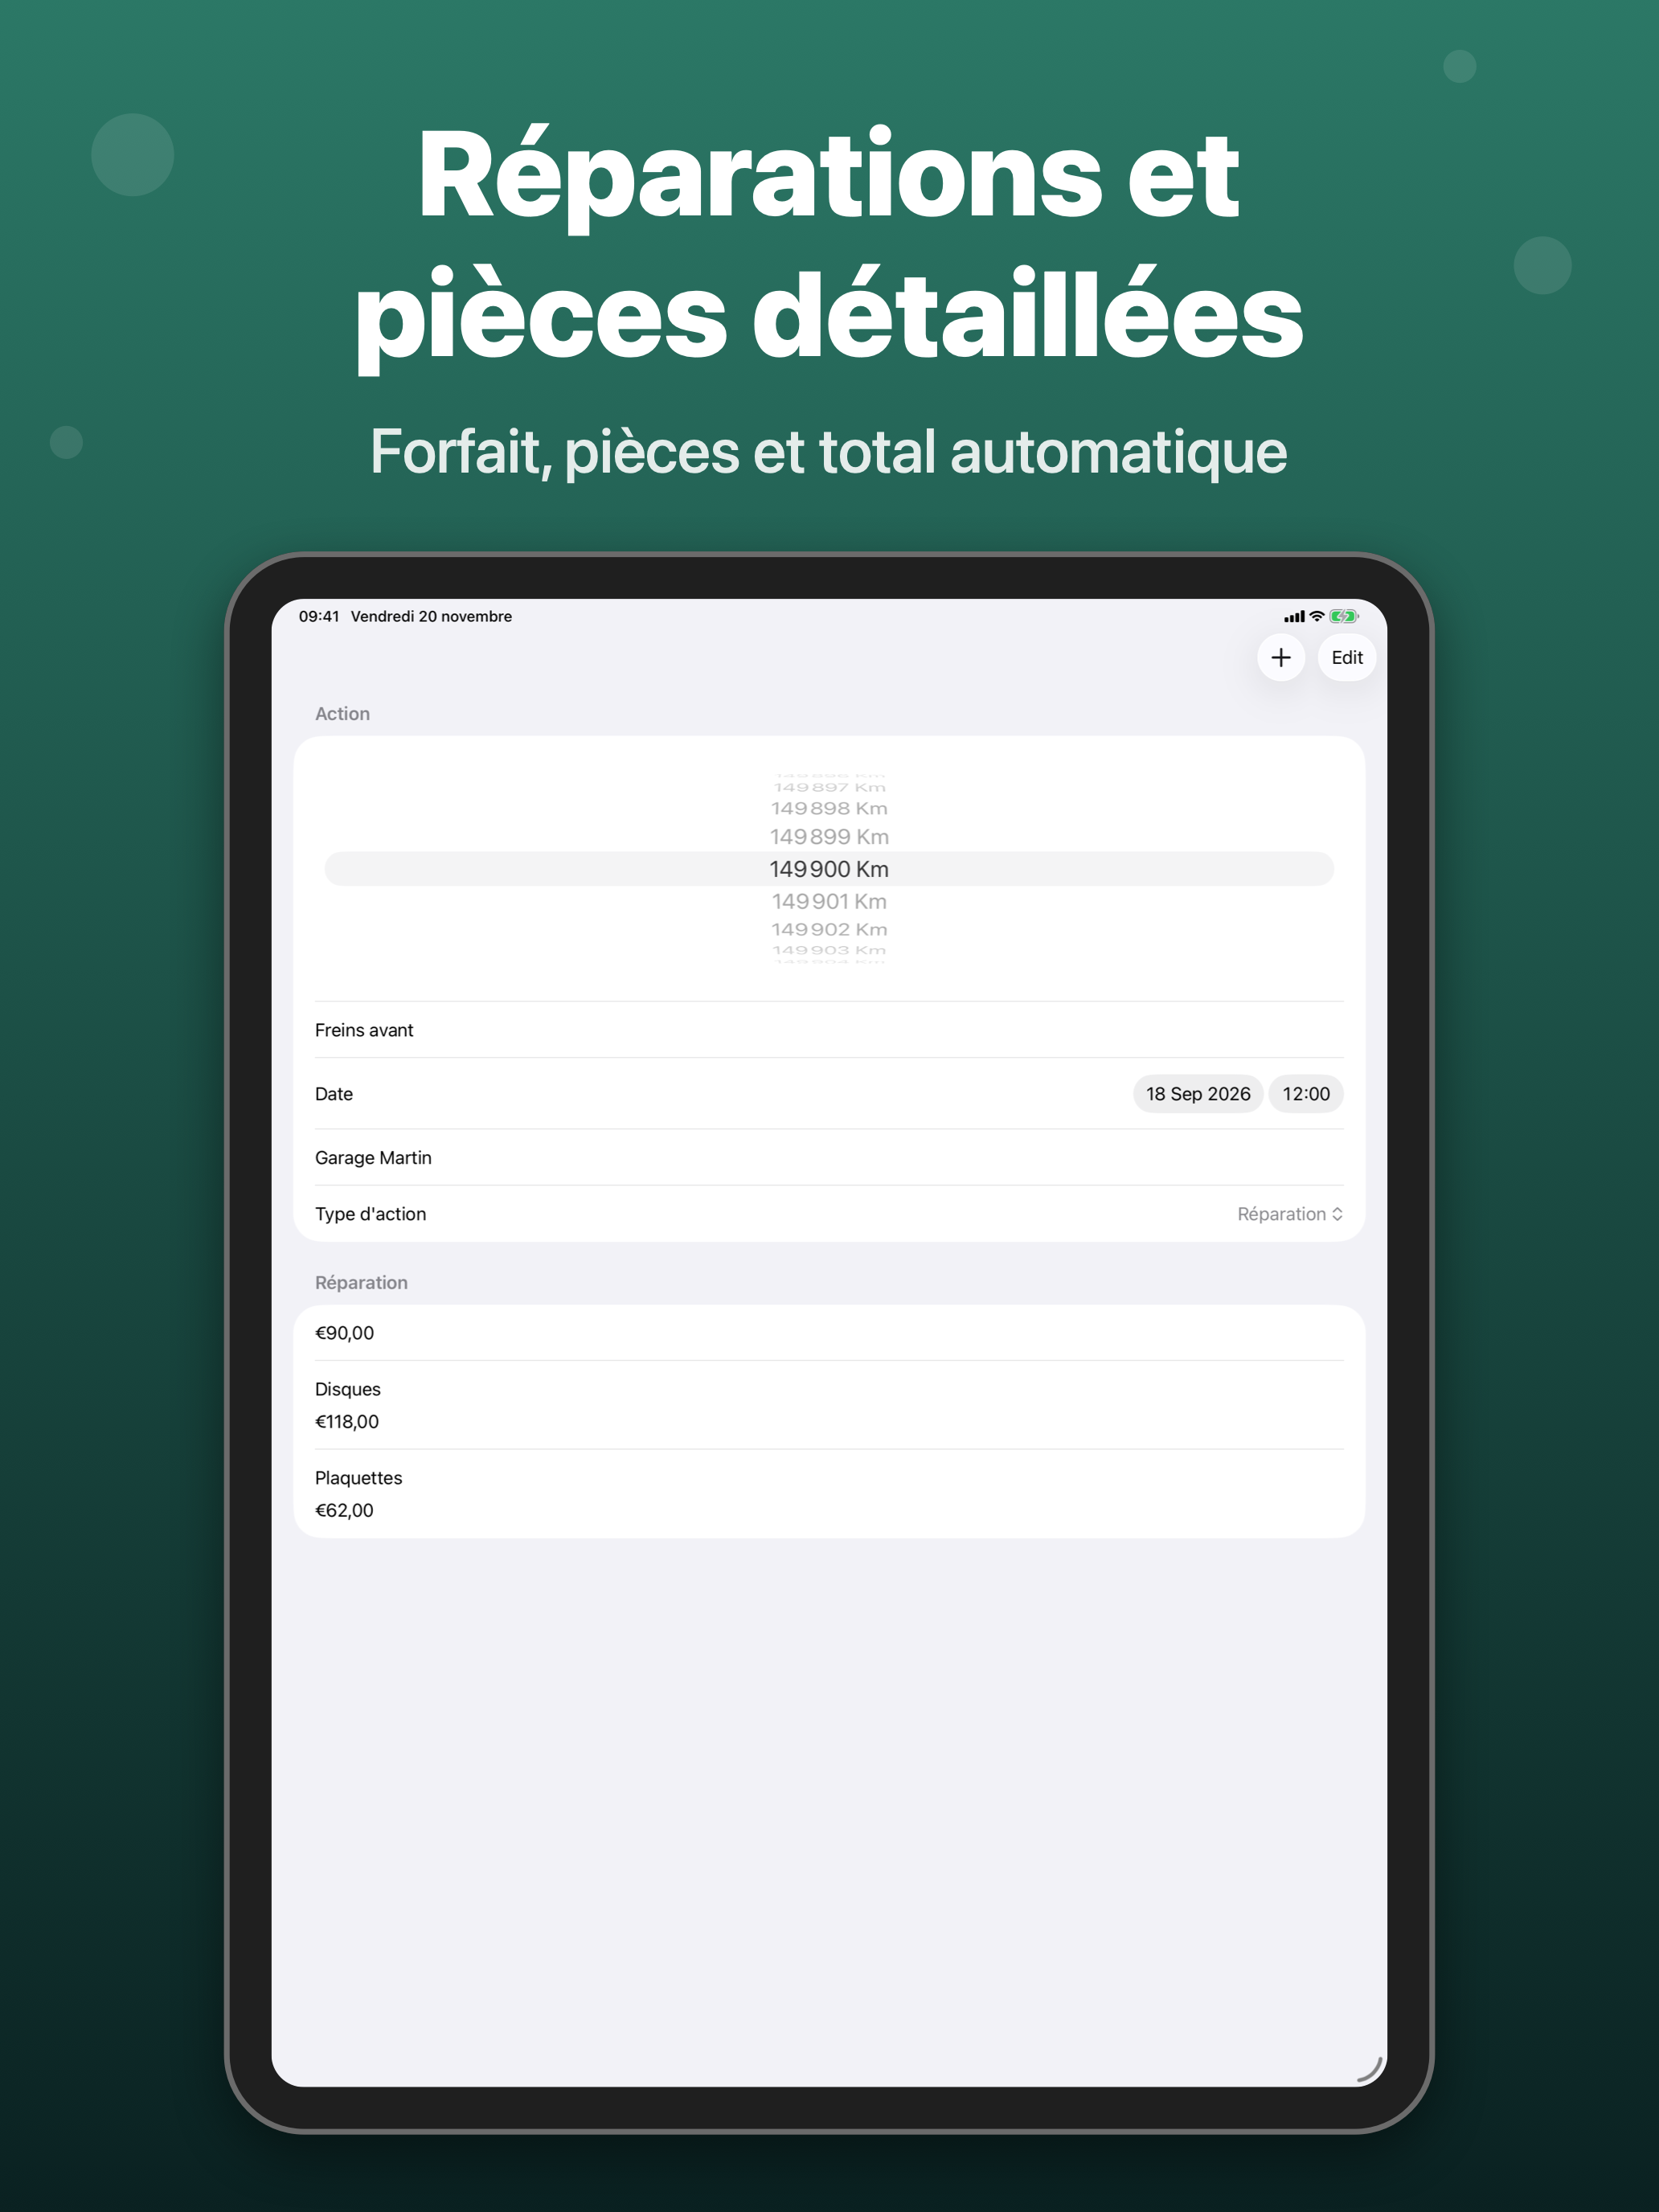 Réparations et
pièces détaillées
Forfait, pièces et total automatique
09:41 Vendredi 20 novembre
Edit
Action
149 897 Km
149 898 Km
149 899 Km
149 900 Km
149 901 Km
149 902 Km
149 903 Km
Freins avant
Date 18 Sep 2026 12:00
Garage Martin
Type d'action Réparation
Réparation
€90,00
Disques
€118,00
Plaquettes
€62,00